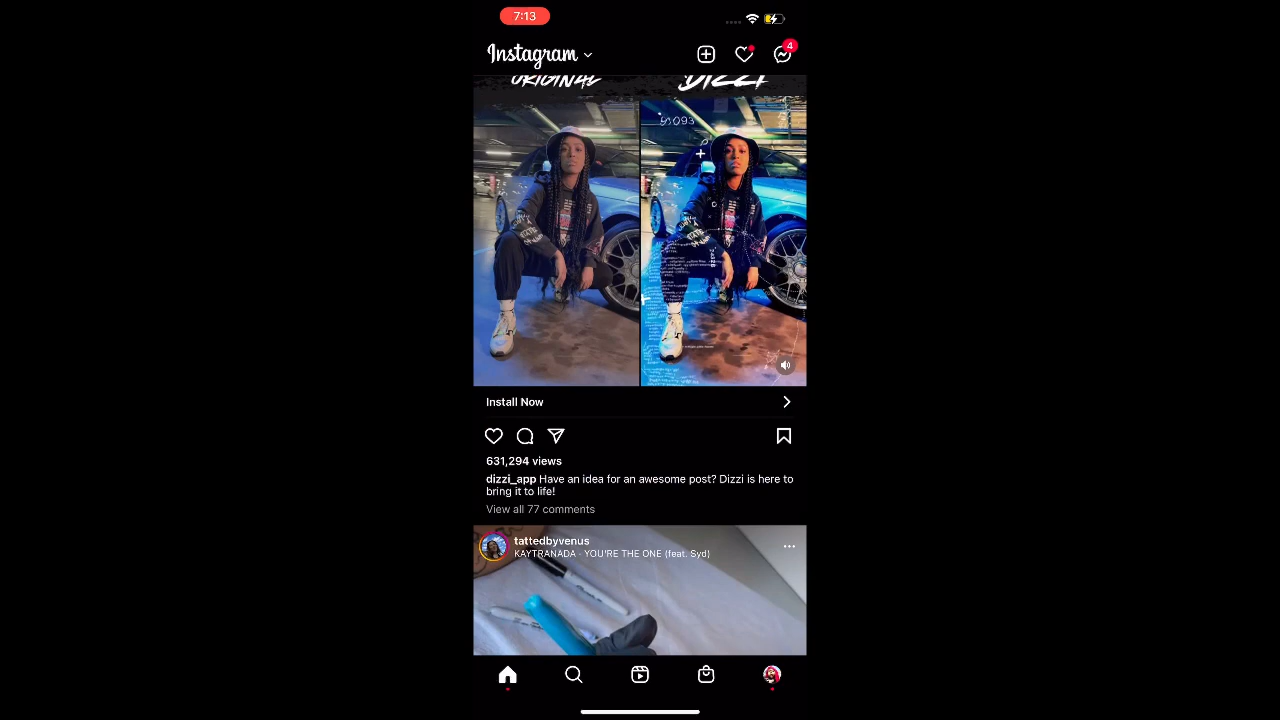 7:13
Instagram
4
ORIGINAL DIZZI
Install Now
631,294 views
dizzi_app Have an idea for an awesome post? Dizzi is here to
bring it to life!
View all 77 comments
tattedbyvenus
KAYTRANADA · YOU'RE THE ONE (feat. Syd)